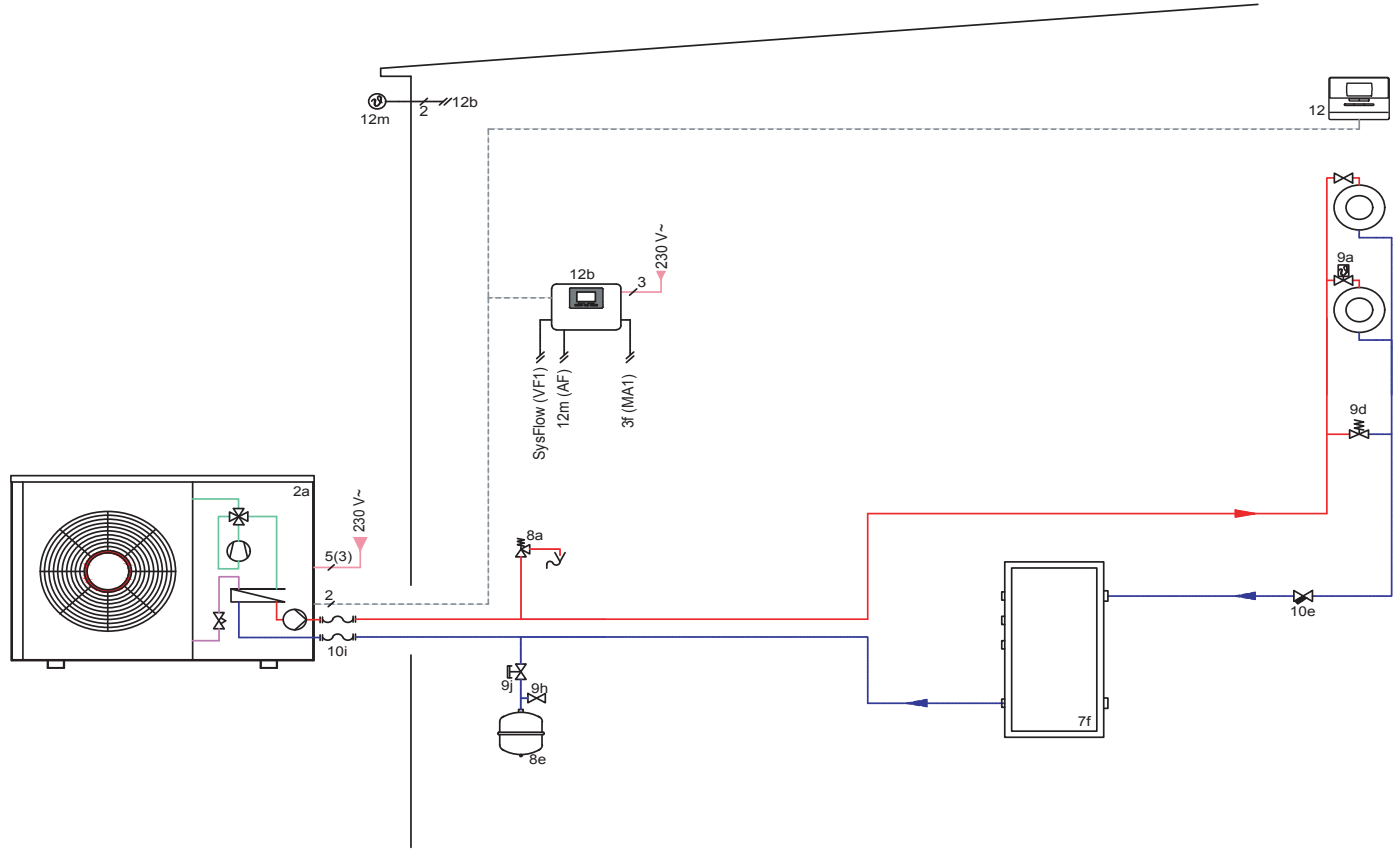 12m
2
12b
12
9a
12b
3
230 V~
SysFlow (VF1)
12m (AF)
3f (MA1)
9d
2a
230 V~
5(3)
8a
2
10i
10e
9j
9h
7f
8e